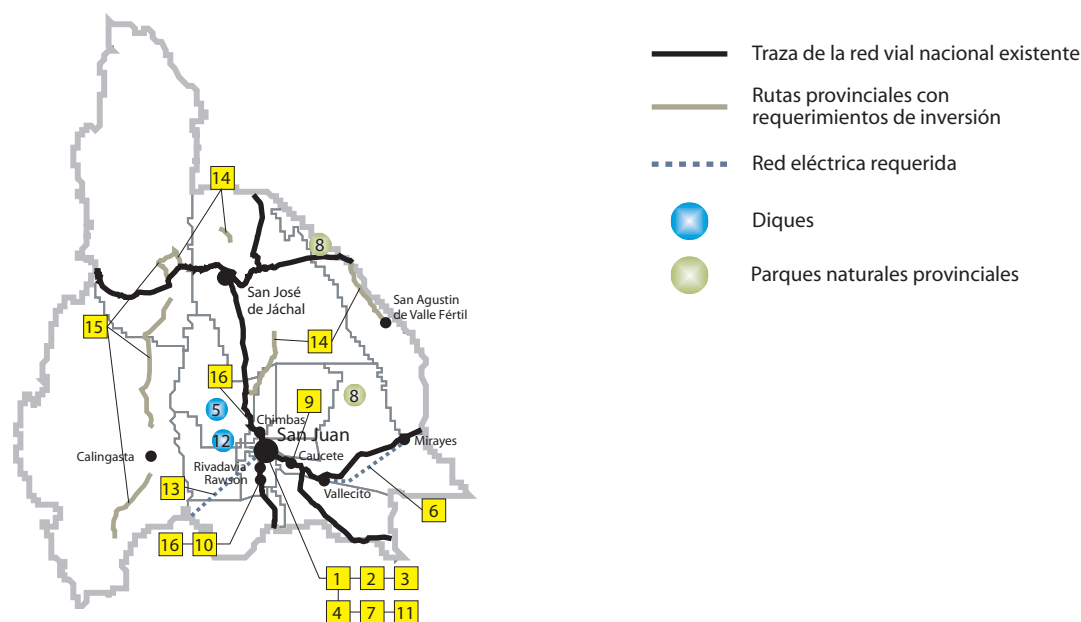 Traza de la red vial nacional existente
Rutas provinciales con
requerimientos de inversión
Red eléctrica requerida
Diques
Parques naturales provinciales
14
8
San José
de Jáchal
San Agustin
de Valle Fértil
15
14
16
9
8
5
Chimbas
12
San Juan
Mirayes
Calingasta
Caucete
Rivadavia
Rawson
13
Vallecito
6
16
10
1
2
3
4
7
11